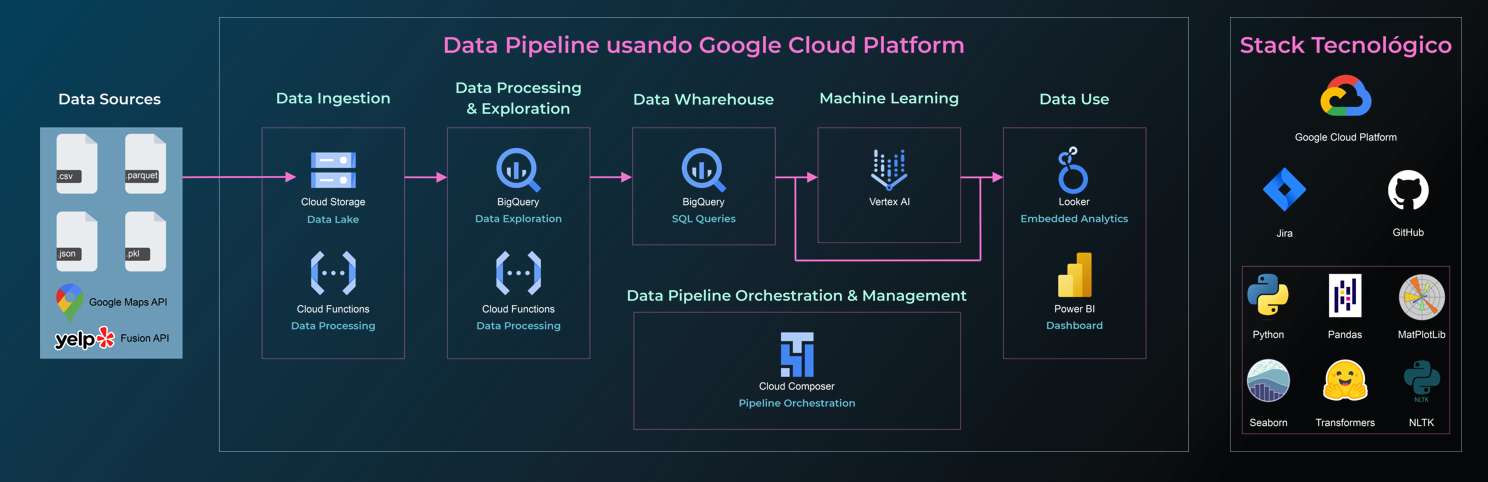 Data Pipeline usando Google Cloud Platform
Stack Tecnológico
Data Sources
.csv
.parquet
.json
.pkl
Google Maps API
yelp
Fusion API
Data Ingestion
Cloud Storage
Data Lake
Cloud Functions
Data Processing
Data Processing
& Exploration
BigQuery
Data Exploration
Cloud Functions
Data Processing
Data Wharehouse
BigQuery
SQL Queries
Machine Learning
Vertex AI
Data Use
Looker
Embedded Analytics
Power BI
Dashboard
Data Pipeline Orchestration & Management
Cloud Composer
Pipeline Orchestration
Google Cloud Platform
Jira
GitHub
Python
Pandas
MatPlotLib
Seaborn
Transformers
NLTK
NLTK